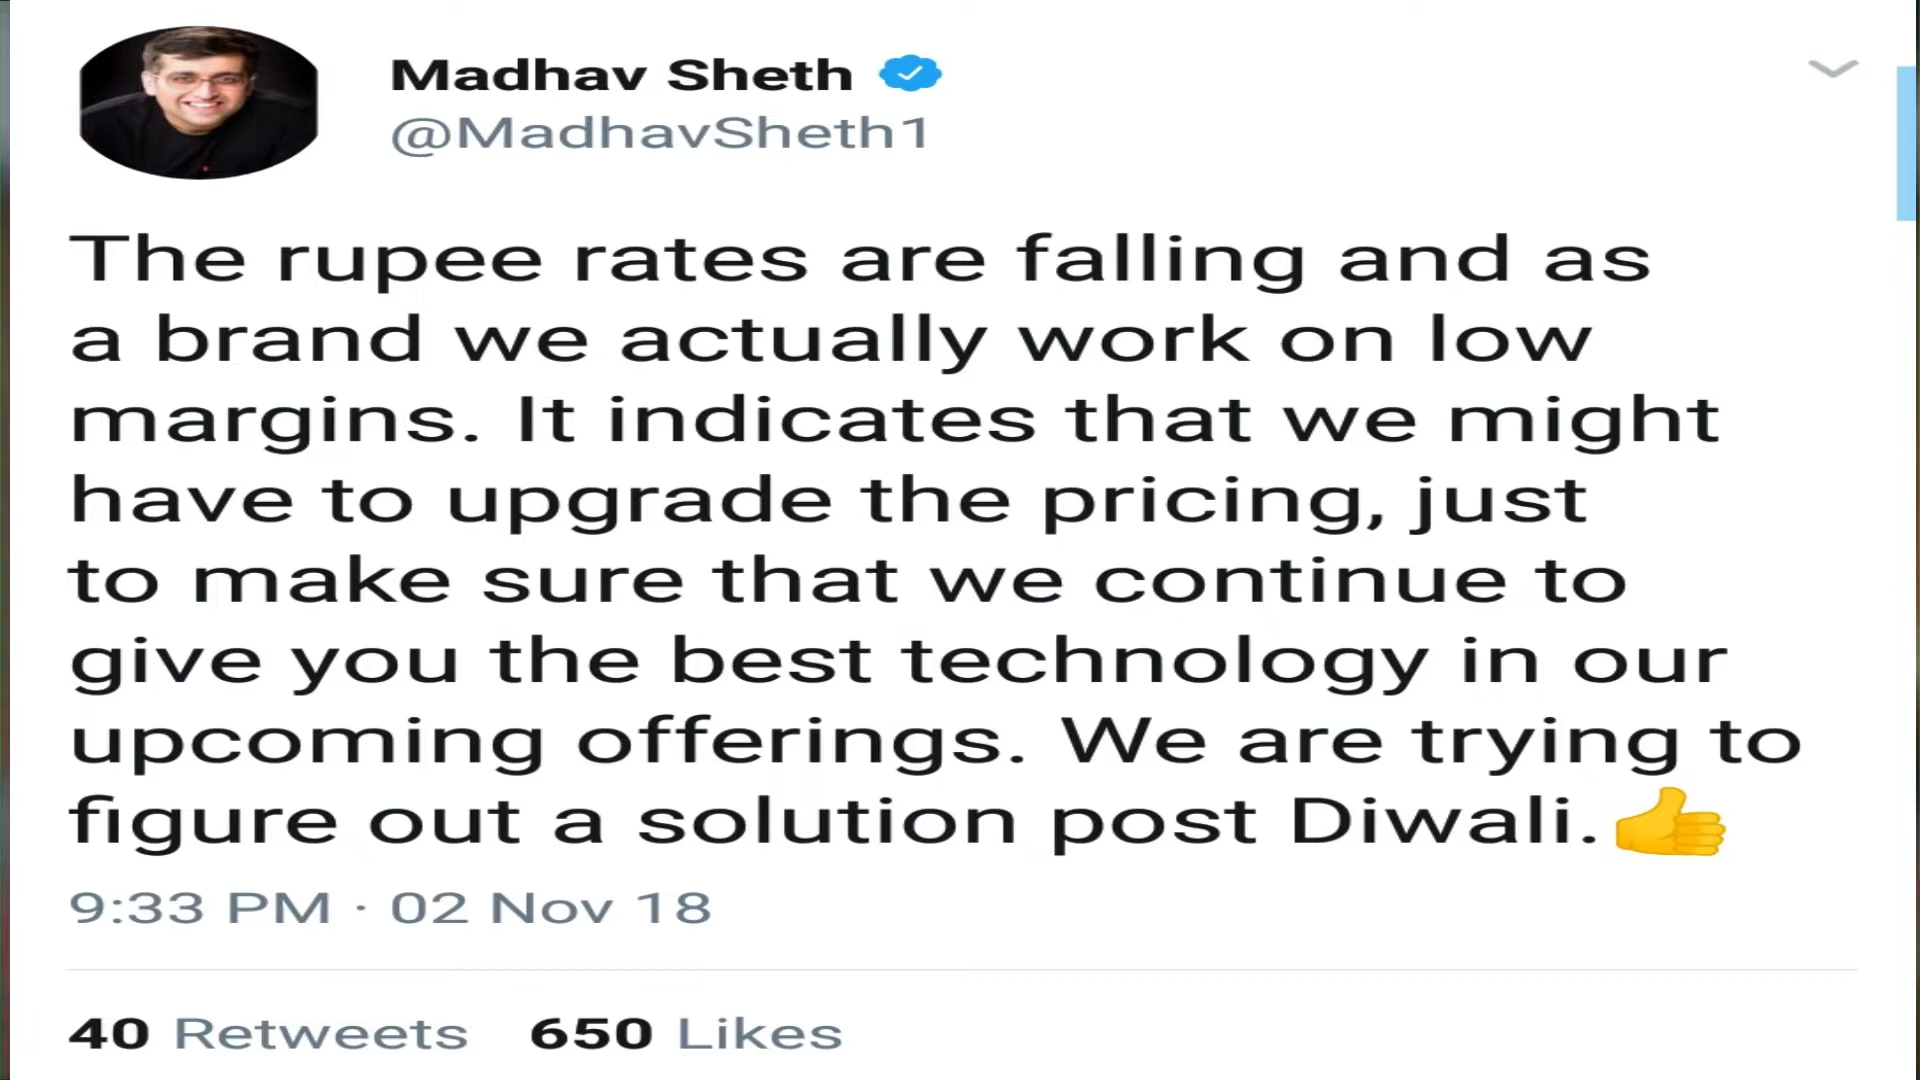 Madhav Sheth
@MadhavSheth1
The rupee rates are falling and as
a brand we actually work on low
margins. It indicates that we might
have to upgrade the pricing, just
to make sure that we continue to
give you the best technology in our
upcoming offerings. We are trying to
figure out a solution post Diwali. 👍
9:33 PM · 02 Nov 18
40 Retweets 650 Likes